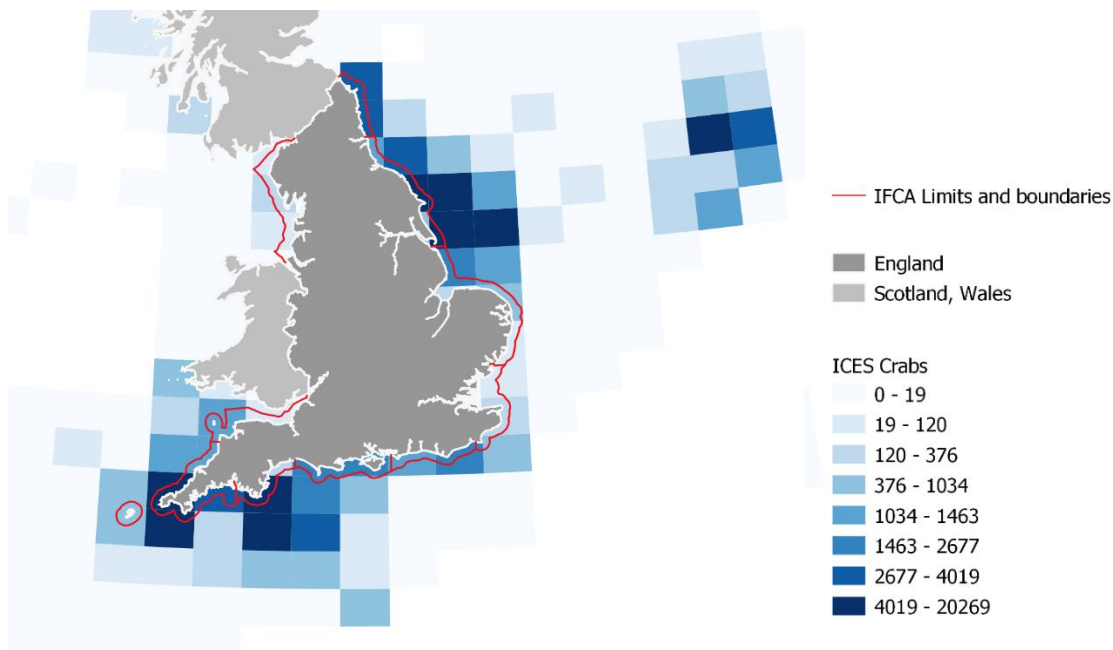 IFCA Limits and boundaries
England
Scotland, Wales
ICES Crabs
0 - 19
19 - 120
120 - 376
376 - 1034
1034 - 1463
1463 - 2677
2677 - 4019
4019 - 20269